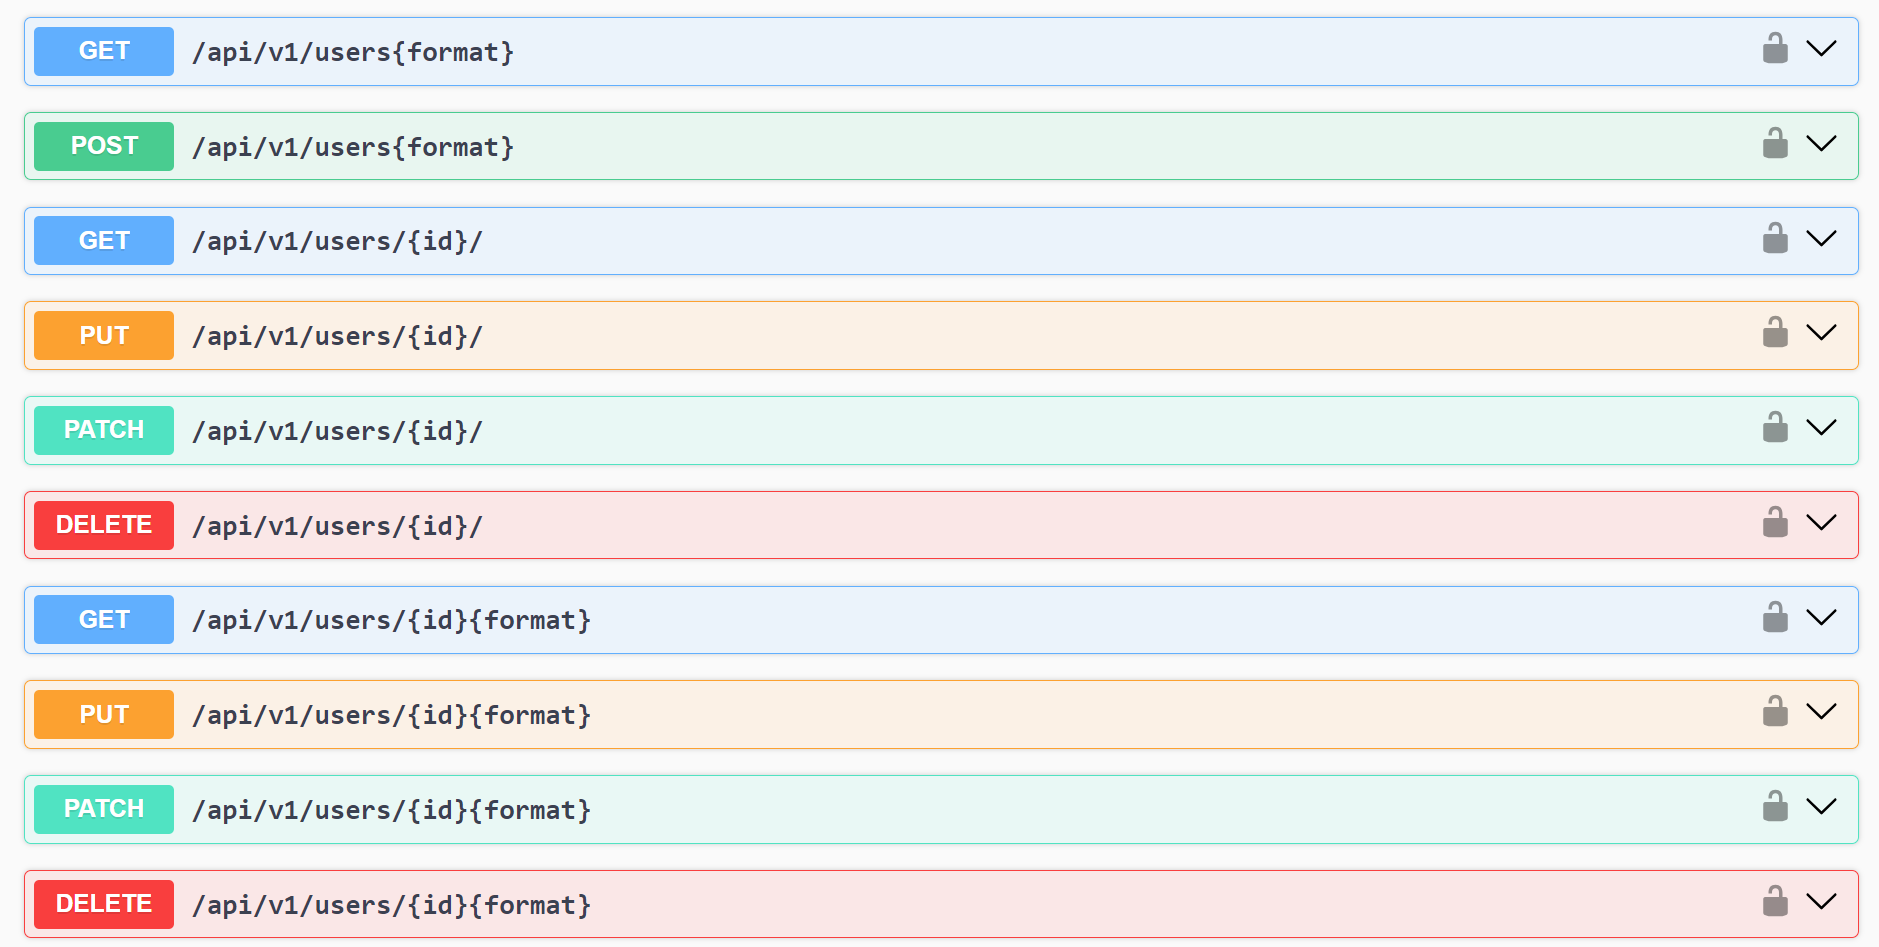 GET /api/v1/users{format}
POST /api/v1/users{format}
GET /api/v1/users/{id}/
PUT /api/v1/users/{id}/
PATCH /api/v1/users/{id}/
DELETE /api/v1/users/{id}/
GET /api/v1/users/{id}{format}
PUT /api/v1/users/{id}{format}
PATCH /api/v1/users/{id}{format}
DELETE /api/v1/users/{id}{format}